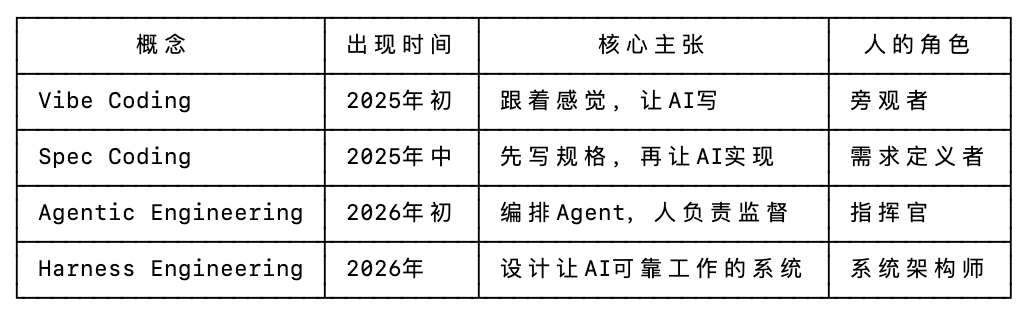 概念 出现时间 核心主张 人的角色
Vibe Coding 2025年初 跟着感觉，让AI写 旁观者
Spec Coding 2025年中 先写规格，再让AI实现 需求定义者
Agentic Engineering 2026年初 编排Agent，人负责监督 指挥官
Harness Engineering 2026年 设计让AI可靠工作的系统 系统架构师